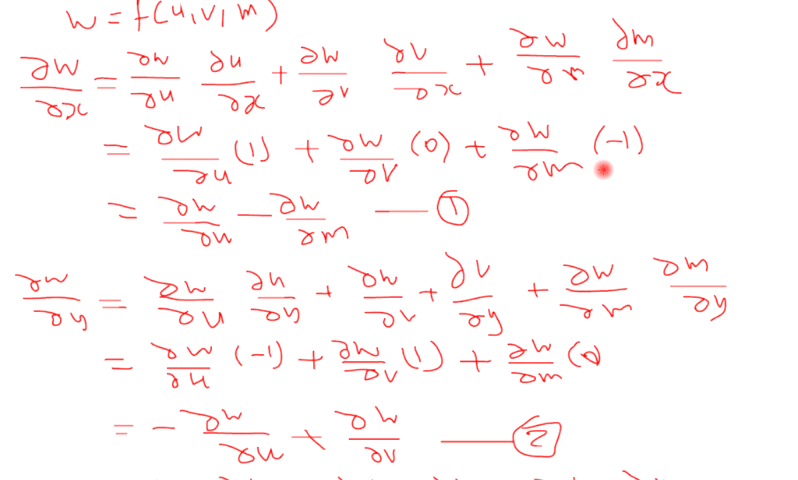 w = f(u, v, m)
∂w/∂x = ∂w/∂u ∂u/∂x + ∂w/∂v ∂v/∂x + ∂w/∂m ∂m/∂x
= ∂w/∂u (1) + ∂w/∂v (0) + ∂w/∂m (-1)
= ∂w/∂u - ∂w/∂m — ①
∂w/∂y = ∂w/∂u ∂u/∂y + ∂w/∂v + ∂v/∂y + ∂w/∂m ∂m/∂y
= ∂w/∂u (-1) + ∂w/∂v (1) + ∂w/∂m (0)
= - ∂w/∂u + ∂w/∂v — ②